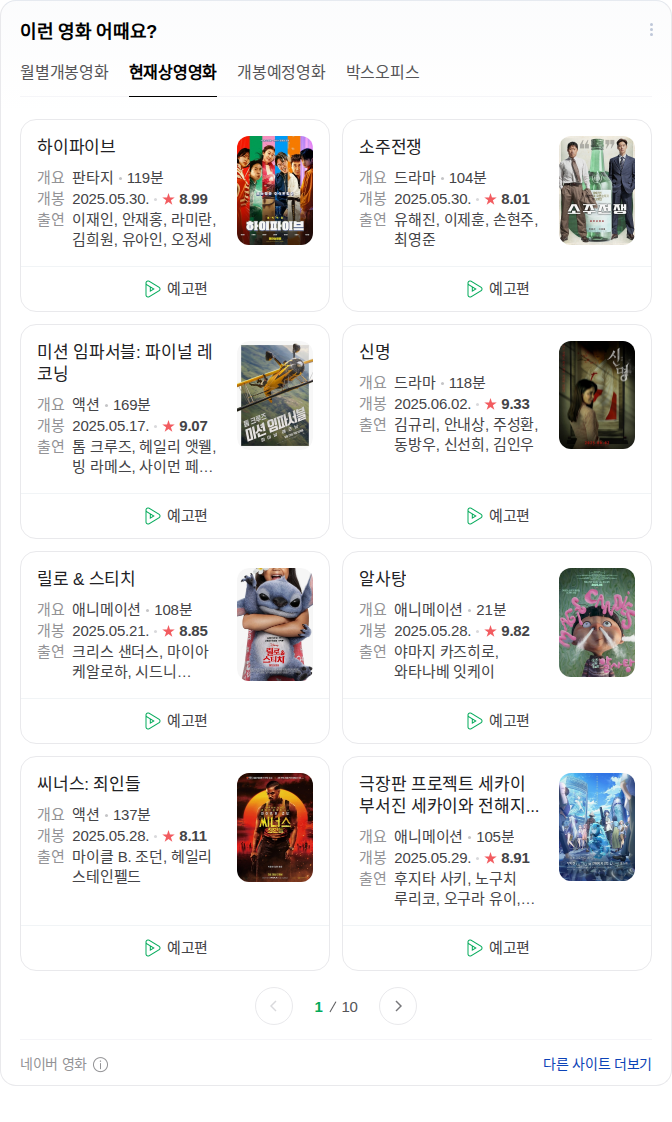 이런 영화 어때요?
월별개봉영화 현재상영영화 개봉예정영화 박스오피스
하이파이브
개요 판타지 · 119분
개봉 2025.05.30. · ★ 8.99
출연 이재인, 안재홍, 라미란,
김희원, 유아인, 오정세
하이파이브
예고편
소주전쟁
개요 드라마 · 104분
개봉 2025.05.30. · ★ 8.01
출연 유해진, 이제훈, 손현주,
최영준
소주전쟁
예고편
미션 임파서블: 파이널 레
코닝
개요 액션 · 169분
개봉 2025.05.17. · ★ 9.07
출연 톰 크루즈, 헤일리 앳웰,
빙 라메스, 사이먼 페...
톰 크루즈
미션 임파서블
예고편
신명
개요 드라마 · 118분
개봉 2025.06.02. · ★ 9.33
출연 김규리, 안내상, 주성환,
동방우, 신선희, 김인우
신명
예고편
릴로 & 스티치
개요 애니메이션 · 108분
개봉 2025.05.21. · ★ 8.85
출연 크리스 샌더스, 마이아
케알로하, 시드니...
릴로&
스티치
예고편
알사탕
개요 애니메이션 · 21분
개봉 2025.05.28. · ★ 9.82
출연 야마지 카즈히로,
와타나베 잇케이
알사탕
예고편
씨너스: 죄인들
개요 액션 · 137분
개봉 2025.05.28. · ★ 8.11
출연 마이클 B. 조던, 헤일리
스테인펠드
씨너스
예고편
극장판 프로젝트 세카이
부서진 세카이와 전해지...
개요 애니메이션 · 105분
개봉 2025.05.29. · ★ 8.91
출연 후지타 사키, 노구치
루리코, 오구라 유이,...
예고편
1 / 10
네이버 영화
다른 사이트 더보기